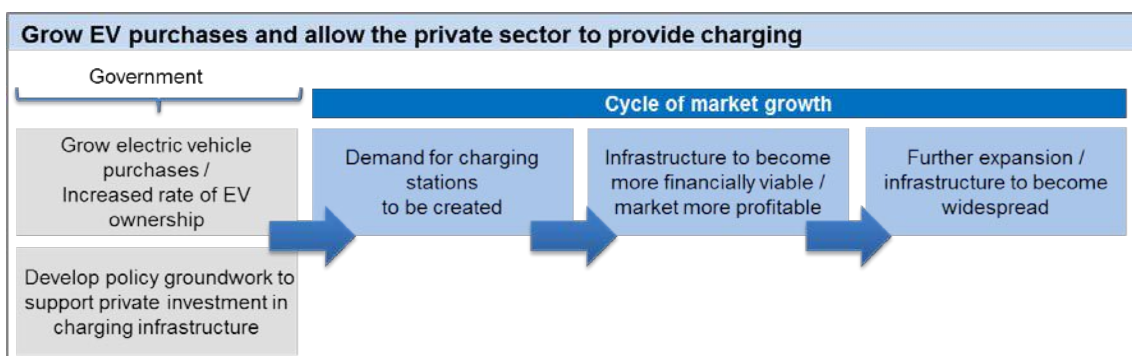 Grow EV purchases and allow the private sector to provide charging
Government
Cycle of market growth
Grow electric vehicle
purchases /
Increased rate of EV
ownership
Demand for charging
stations
to be created
Infrastructure to become
more financially viable /
market more profitable
Further expansion /
infrastructure to become
widespread
Develop policy groundwork to
support private investment in
charging infrastructure